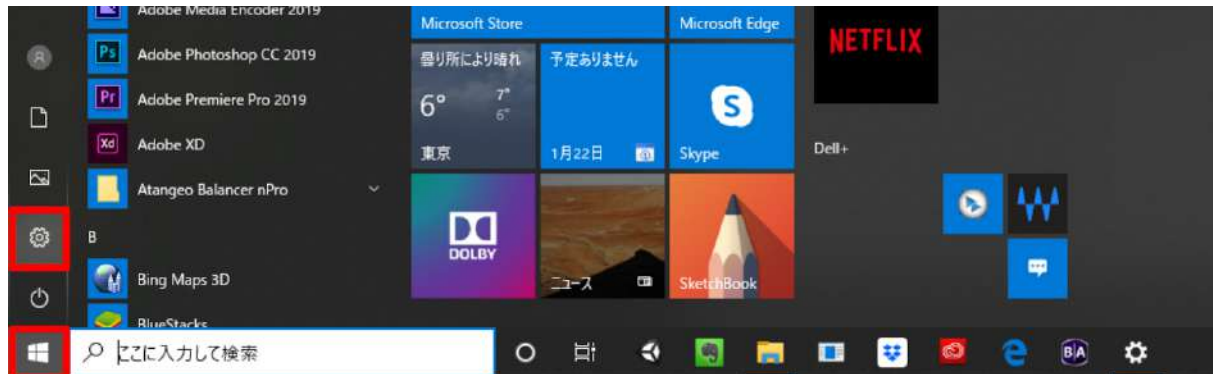 Adobe Media Encoder 2019
Ps
Adobe Photoshop CC 2019
Pr
Adobe Premiere Pro 2019
Xd
Adobe XD
Atangeo Balancer nPro
B
Bing Maps 3D
BlueStacks
Microsoft Store
Microsoft Edge
曇り所により晴れ
6°
7°
6°
東京
予定ありません
1月22日
S
Skype
DOLBY
ニュース
SketchBook
NETFLIX
Dell+
ここに入力して検索
B|A